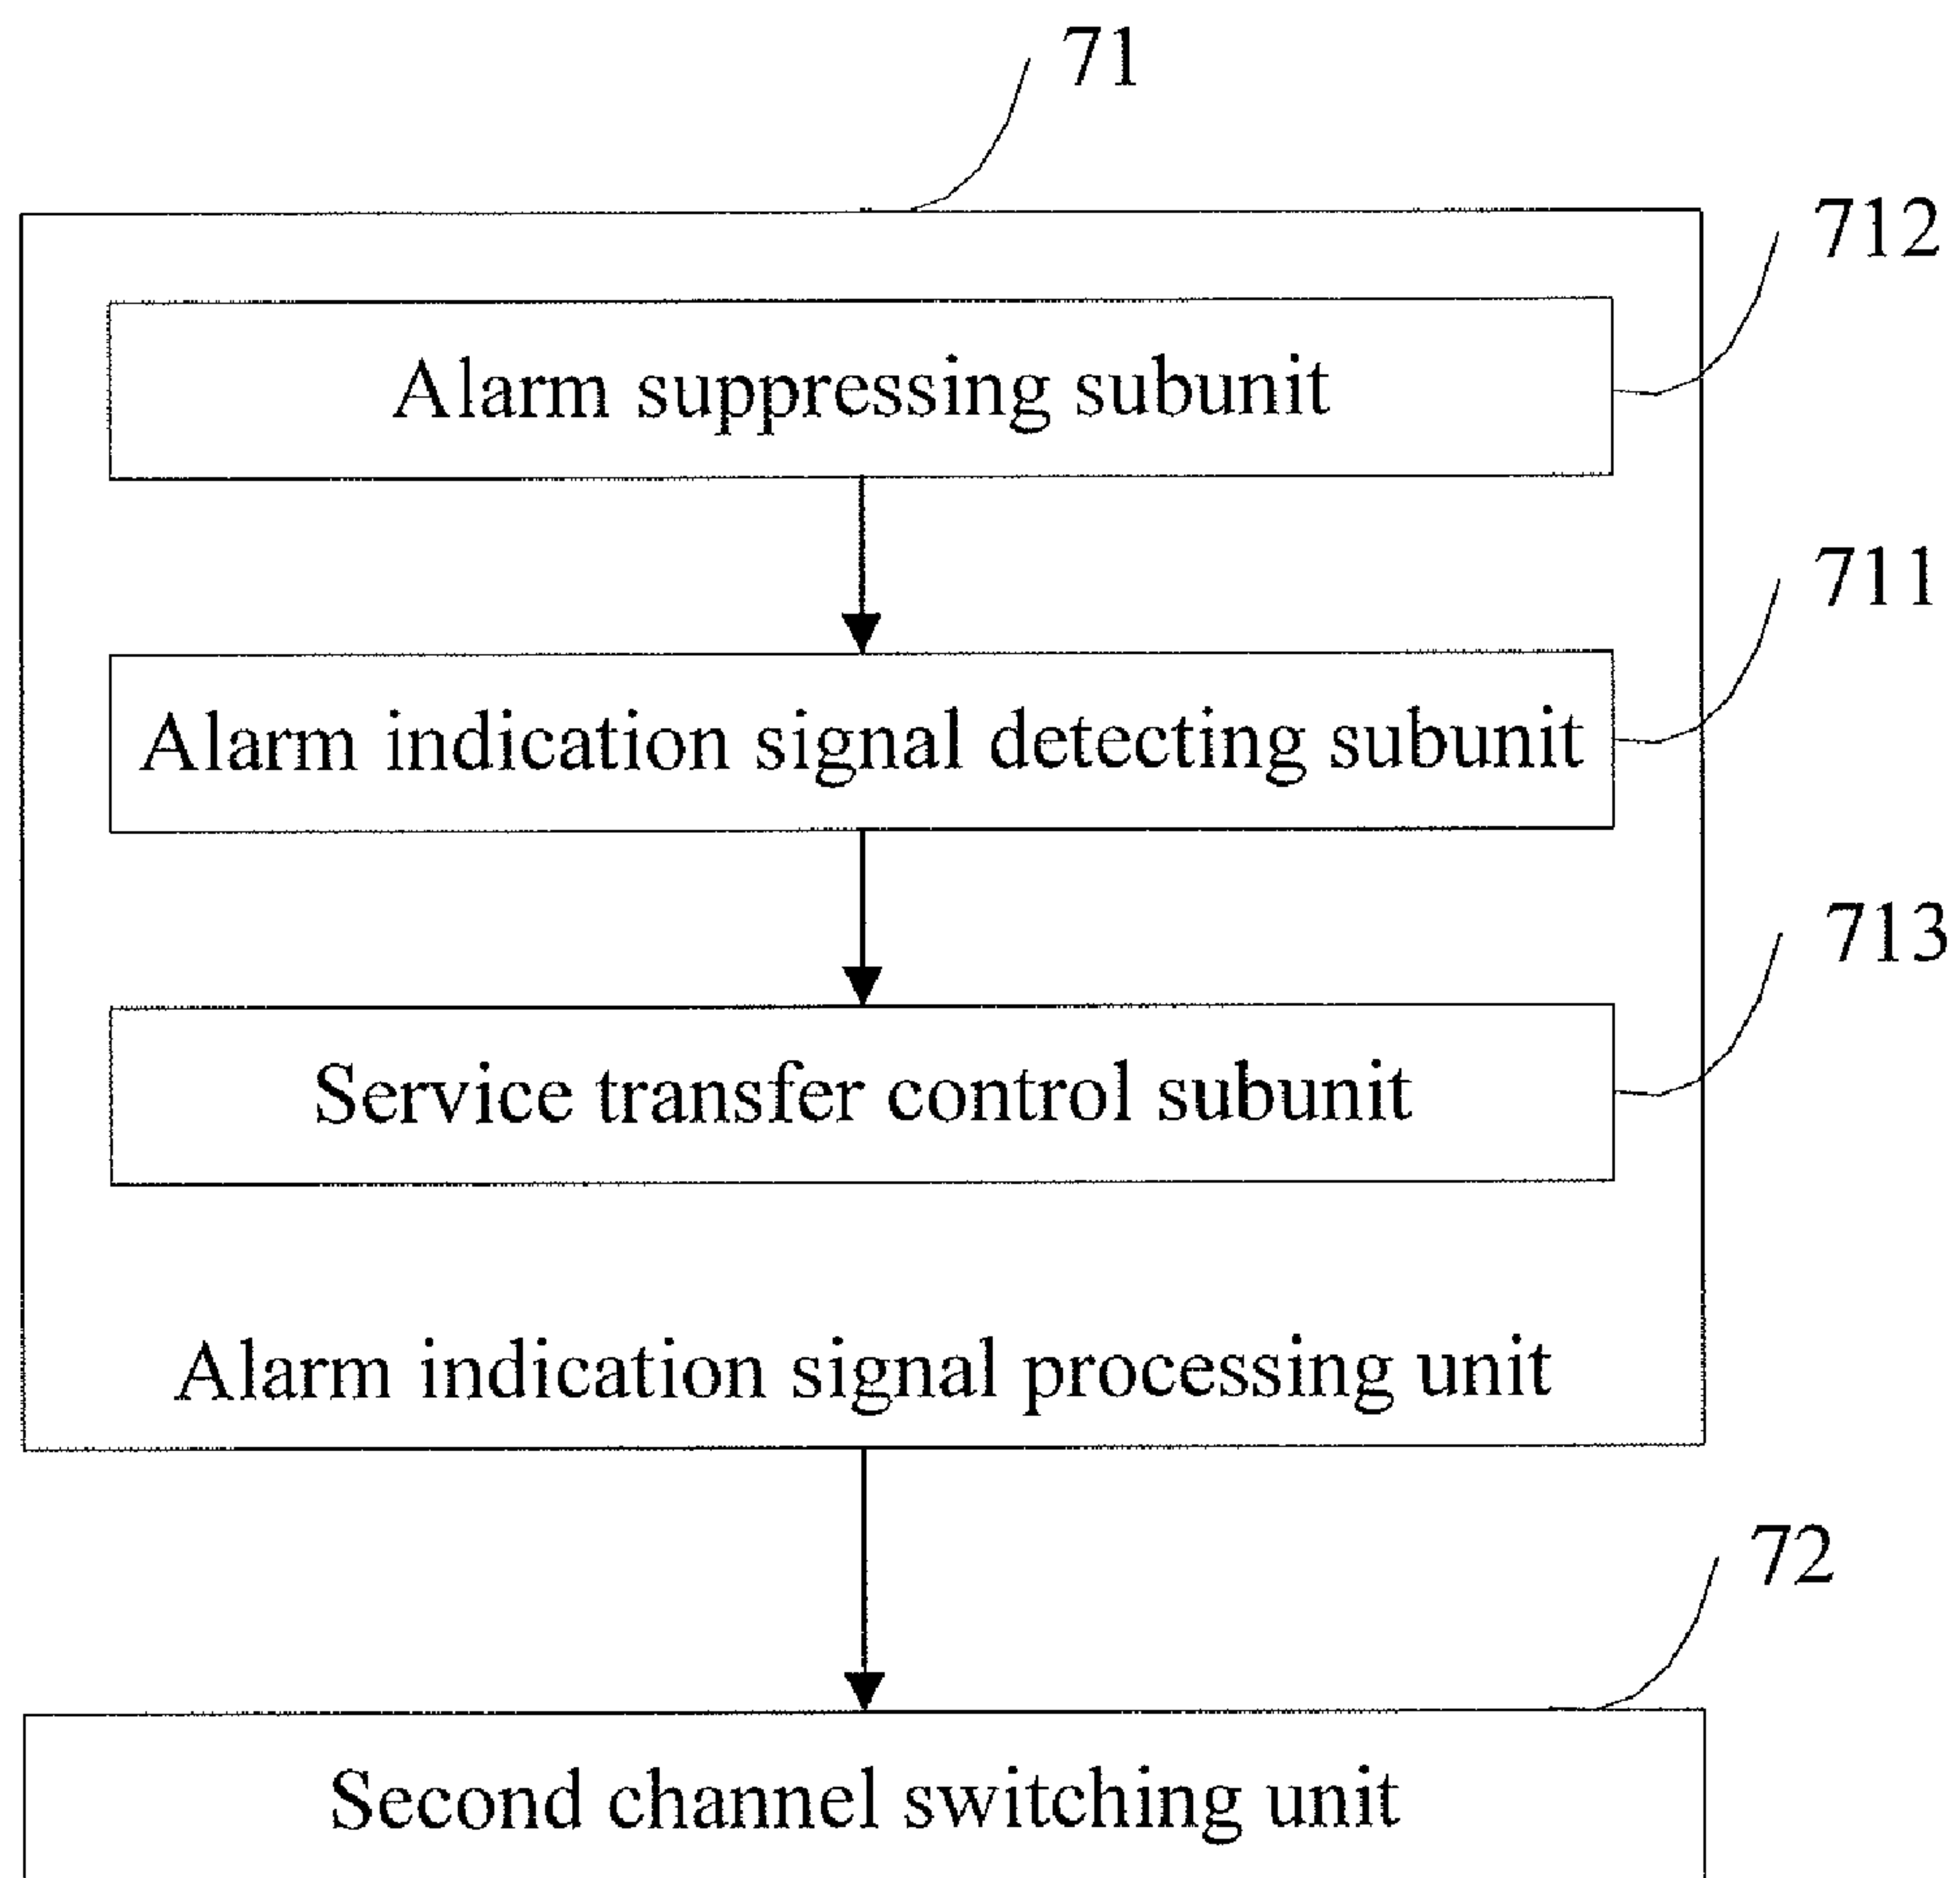 71
712
Alarm suppressing subunit
711
Alarm indication signal detecting subunit
713
Service transfer control subunit
Alarm indication signal processing unit
72
Second channel switching unit